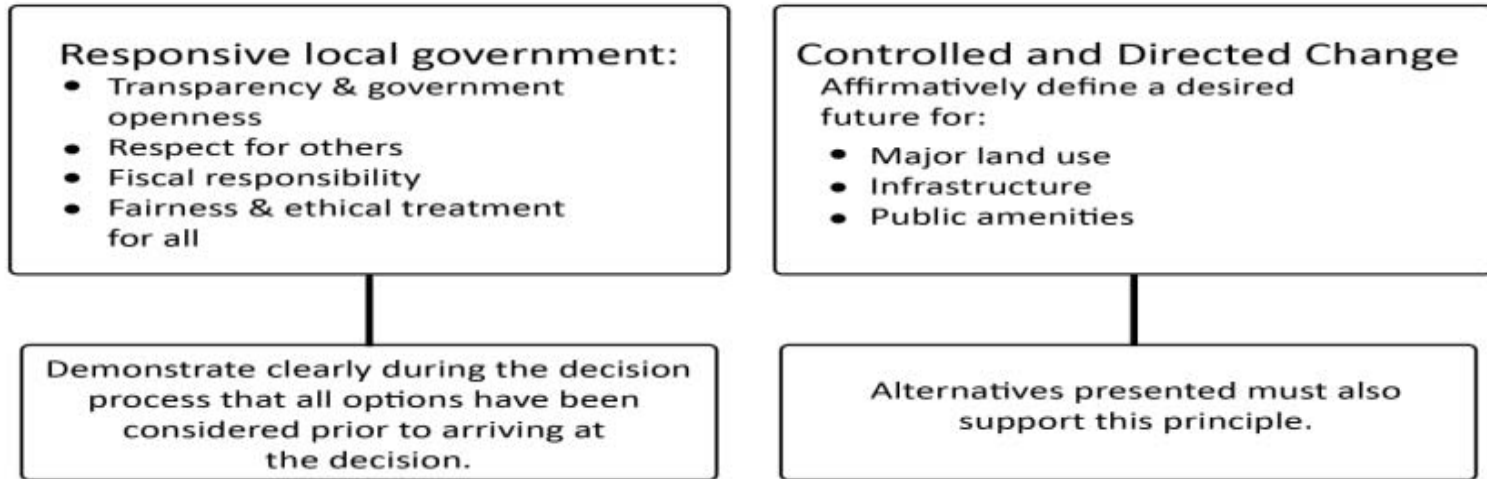 Responsive local government:
• Transparency & government
openness
• Respect for others
• Fiscal responsibility
• Fairness & ethical treatment
for all
Demonstrate clearly during the decision
process that all options have been
considered prior to arriving at
the decision.
Controlled and Directed Change
Affirmatively define a desired
future for:
• Major land use
• Infrastructure
• Public amenities
Alternatives presented must also
support this principle.